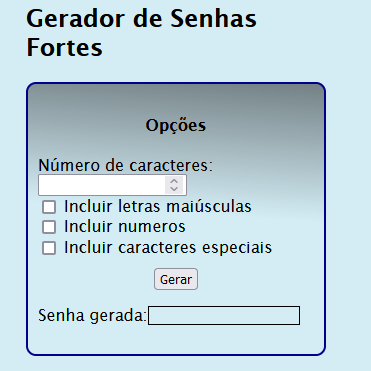 Gerador de Senhas
Fortes
Opções
Número de caracteres:
Incluir letras maiúsculas
Incluir numeros
Incluir caracteres especiais
Gerar
Senha gerada: